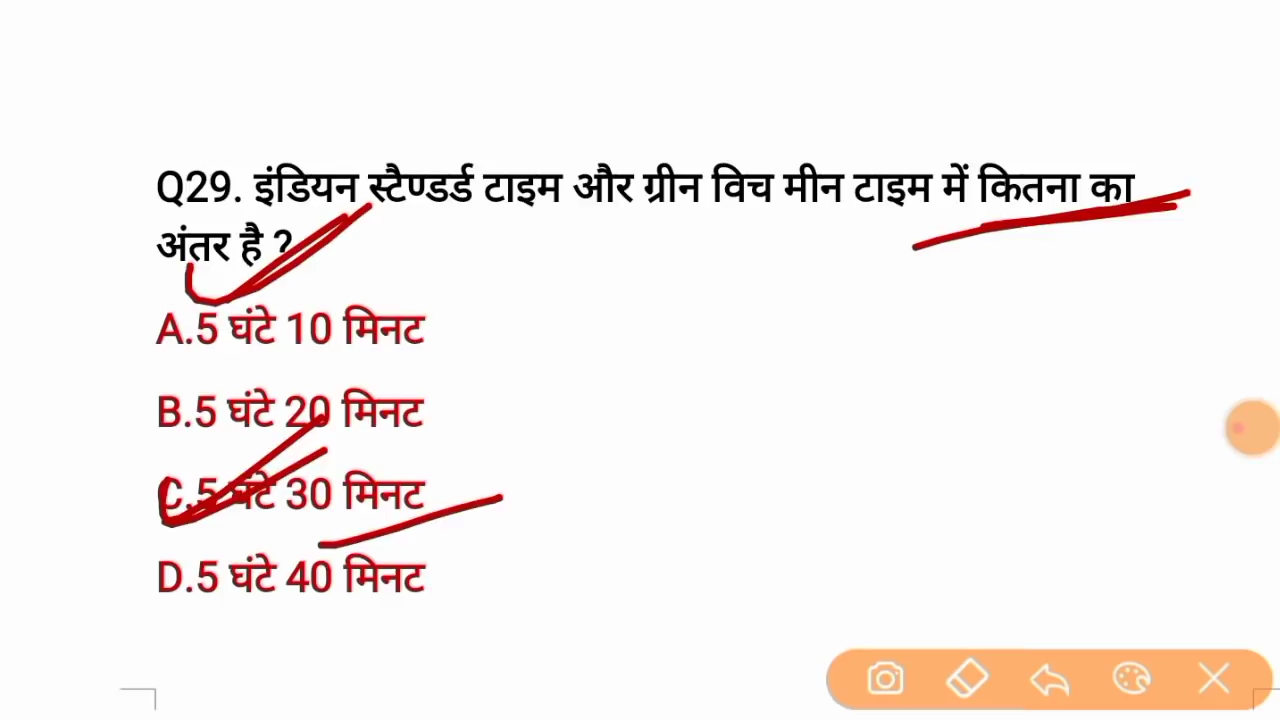 Q29. इंडियन स्टैण्डर्ड टाइम और ग्रीन विच मीन टाइम में कितना का
अंतर है ?
A.5 घंटे 10 मिनट
B.5 घंटे 20 मिनट
C.5 घंटे 30 मिनट
D.5 घंटे 40 मिनट